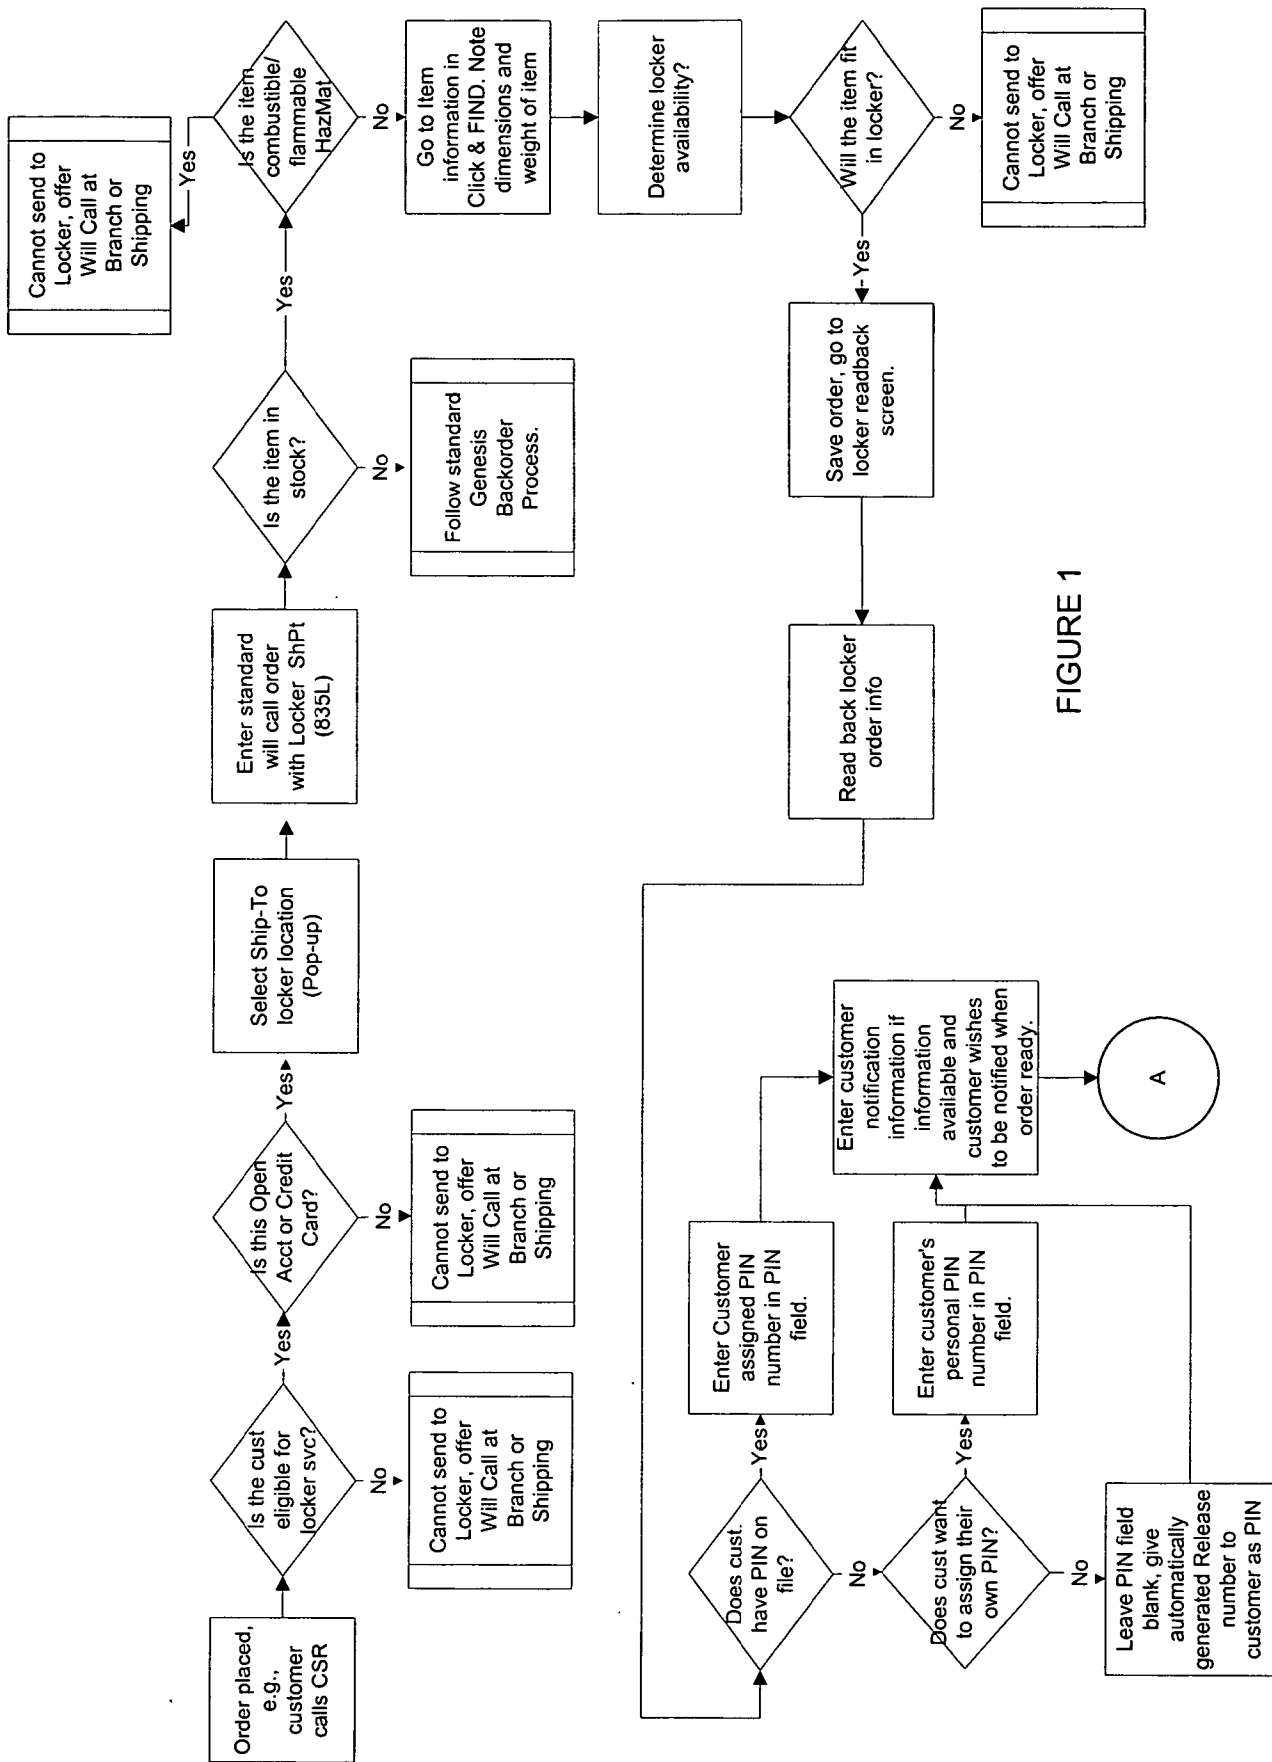 Order placed,
e.g.,
customer
calls CSR
Is the cust
eligible for
locker svc?
Yes
No
Cannot send to
Locker, offer
Will Call at
Branch or
Shipping
Is this Open
Acct or Credit
Card?
Yes
No
Cannot send to
Locker, offer
Will Call at
Branch or
Shipping
Select Ship-To
locker location
(Pop-up)
Enter standard
will call order
with Locker ShPt
(835L)
Is the item in
stock?
Yes
No
Follow standard
Genesis
Backorder
Process.
Is the item
combustible/
flammable
HazMat
Yes
Cannot send to
Locker, offer
Will Call at
Branch or
Shipping
No
Go to Item
information in
Click & FIND. Note
dimensions and
weight of item
Determine locker
availability?
Will the item fit
in locker?
No
Cannot send to
Locker, offer
Will Call at
Branch or
Shipping
Yes
Save order, go to
locker readback
screen.
Read back locker
order info
Does cust.
have PIN on
file?
Yes
Enter Customer
assigned PIN
number in PIN
field.
No
Does cust want
to assign their
own PIN?
Yes
Enter customer's
personal PIN
number in PIN
field.
No
Leave PIN field
blank, give
automatically
generated Release
number to
customer as PIN
Enter customer
notification
information if
information
available and
customer wishes
to be notified when
order ready.
A
FIGURE 1